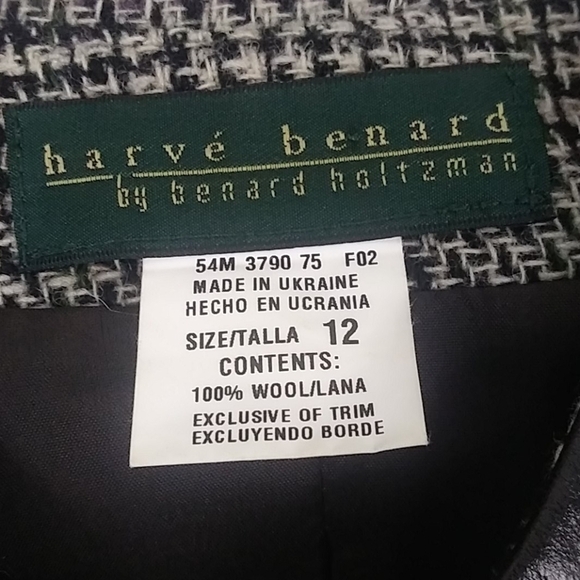 harvé benard
by benard holtzman
54M 3790 75 F02
MADE IN UKRAINE
HECHO EN UCRANIA
SIZE/TALLA 12
CONTENTS:
100% WOOL/LANA
EXCLUSIVE OF TRIM
EXCLUYENDO BORDE